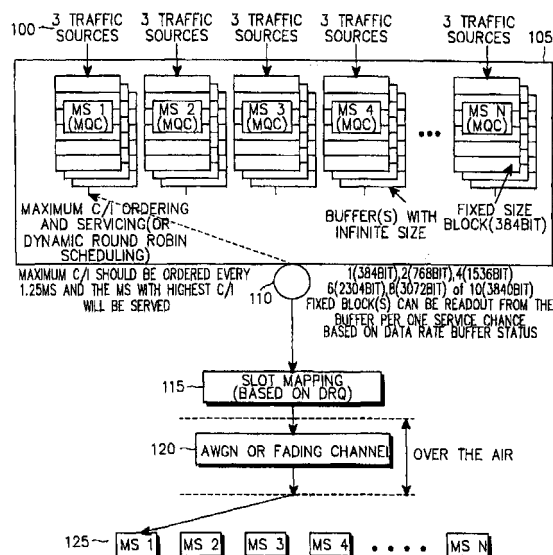 3 TRAFFIC SOURCES
3 TRAFFIC SOURCES
3 TRAFFIC SOURCES
3 TRAFFIC SOURCES
3 TRAFFIC SOURCES
100
105
MS 1 (MQC)
MS 2 (MQC)
MS 3 (MQC)
MS 4 (MQC)
•••
MS N (MQC)
MAXIMUM C/I ORDERING
AND SERVICING(OR
DYNAMIC ROUND ROBIN
SCHEDULING)
BUFFER(S) WITH
INFINITE SIZE
FIXED SIZE
BLOCK(384BIT)
MAXIMUM C/I SHOULD BE ORDERED EVERY
1.25MS AND THE MS WITH HIGHEST C/I
WILL BE SERVED
110
1(384BIT),2(768BIT),4(1536BIT)
6(2304BIT),8(3072BIT) of 10(3840BIT)
FIXED BLOCK(S) CAN BE READOUT FROM THE
BUFFER PER ONE SERVICE CHANCE
BASED ON DATA RATE BUFFER STATUS
115
SLOT MAPPING
(BASED ON DRQ)
120
AWGN OR FADING CHANNEL
OVER THE AIR
125
MS 1 MS 2 MS 3 MS 4 • • • • MS N